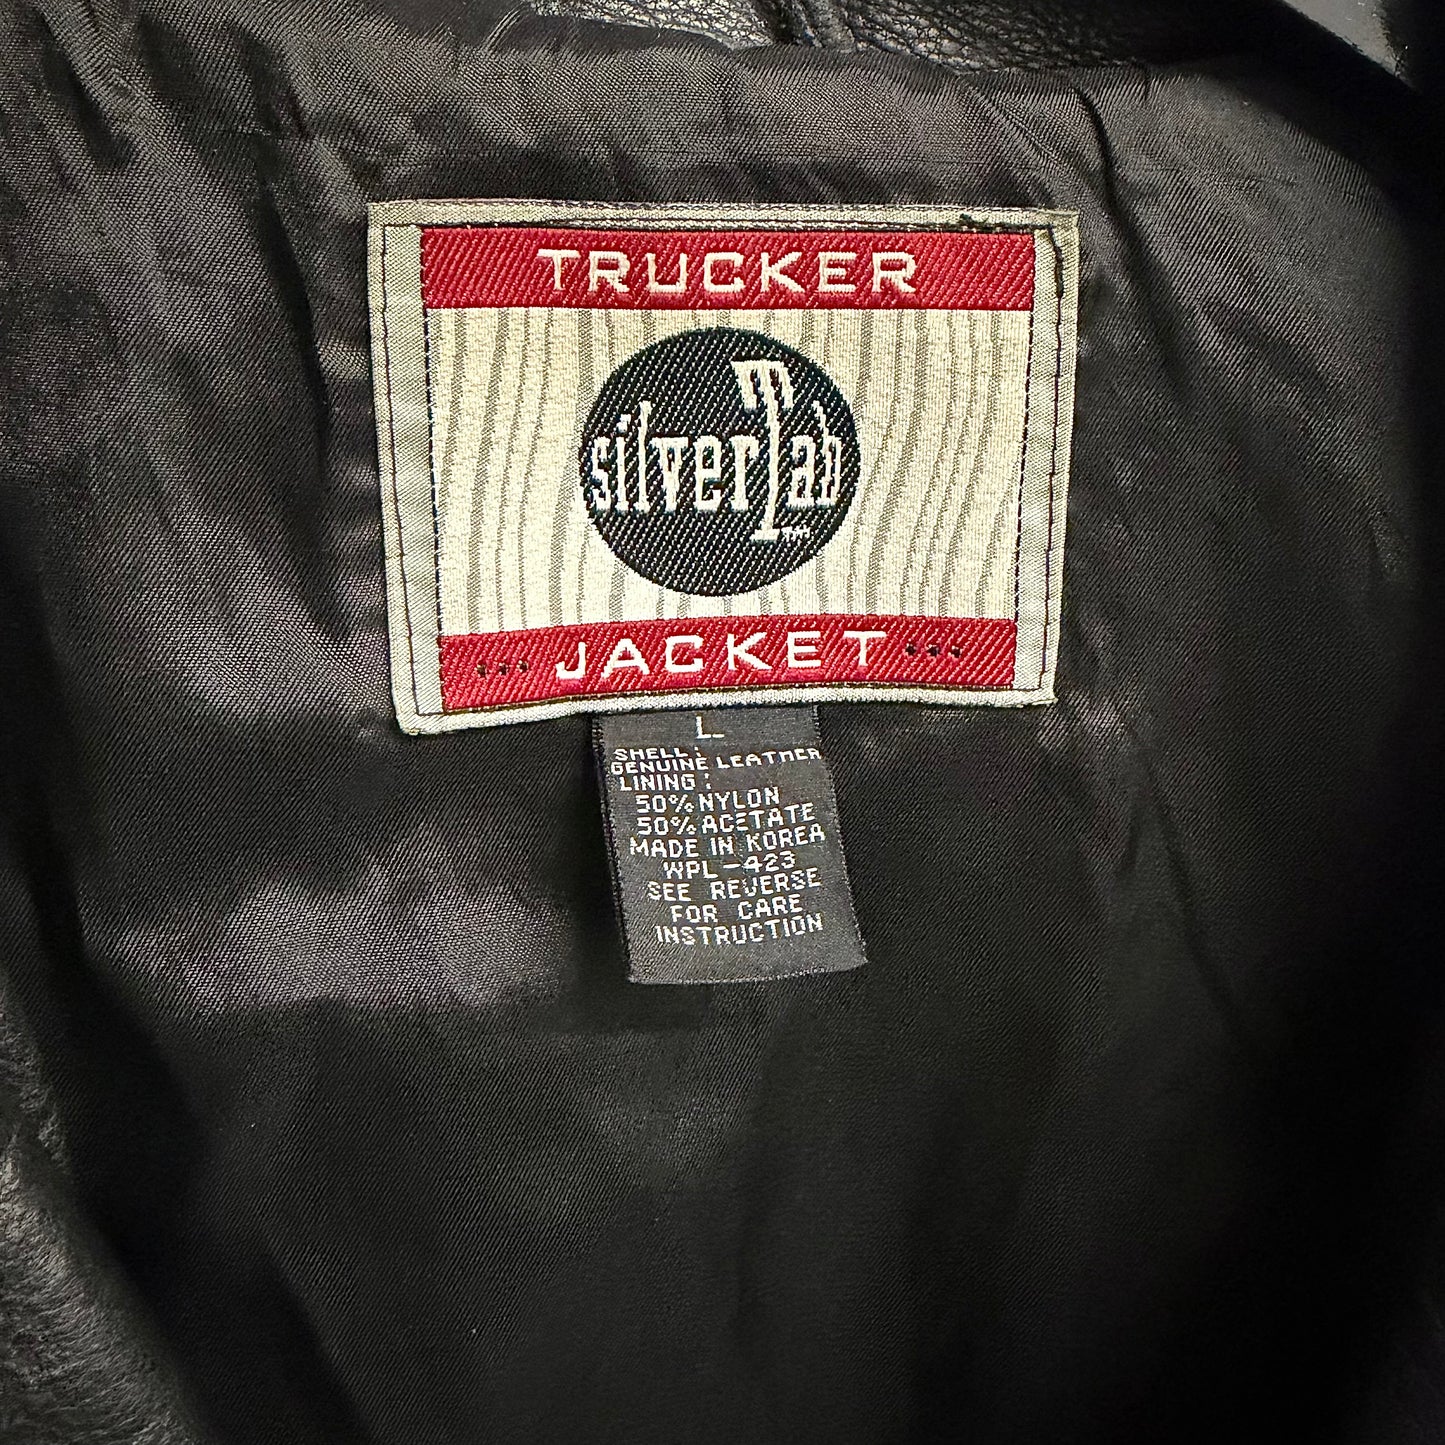 TRUCKER
silverTab
TM
... JACKET ...
L
SHELL:
GENUINE LEATHER
LINING:
50% NYLON
50% ACETATE
MADE IN KOREA
WPL-423
SEE REVERSE
FOR CARE
INSTRUCTION